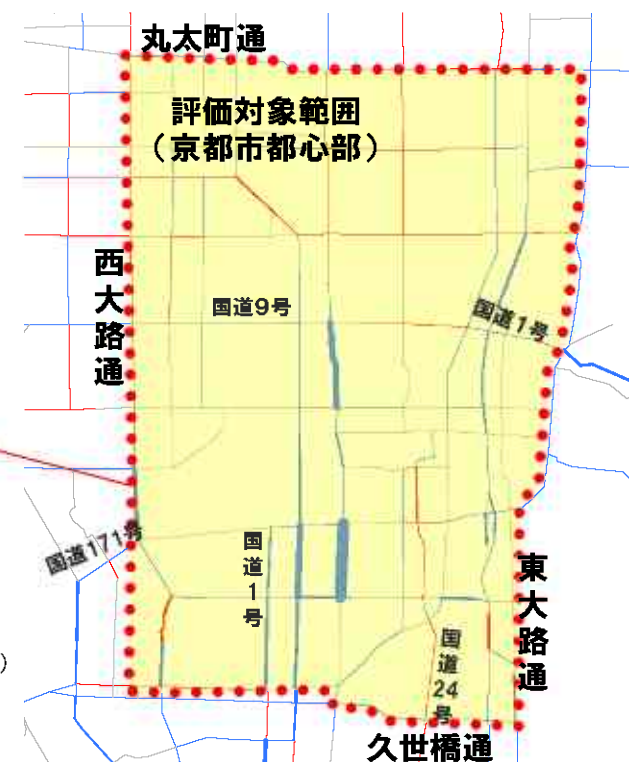 丸太町通
評価対象範囲
（京都市都心部）
西大路通
国道9号
国道1号
国道171号
国道1号
東大路通
国道24号
）
久世橋通